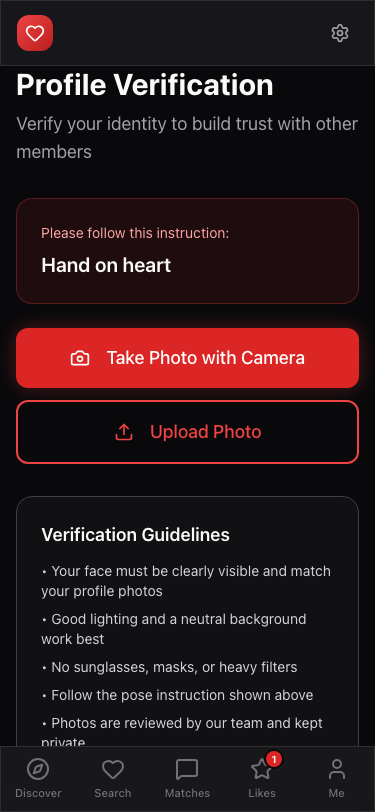 Profile Verification
Verify your identity to build trust with other
members
Please follow this instruction:
Hand on heart
Take Photo with Camera
Upload Photo
Verification Guidelines
• Your face must be clearly visible and match
your profile photos
• Good lighting and a neutral background
work best
• No sunglasses, masks, or heavy filters
• Follow the pose instruction shown above
• Photos are reviewed by our team and kept
private
1
Discover Search Matches Likes Me